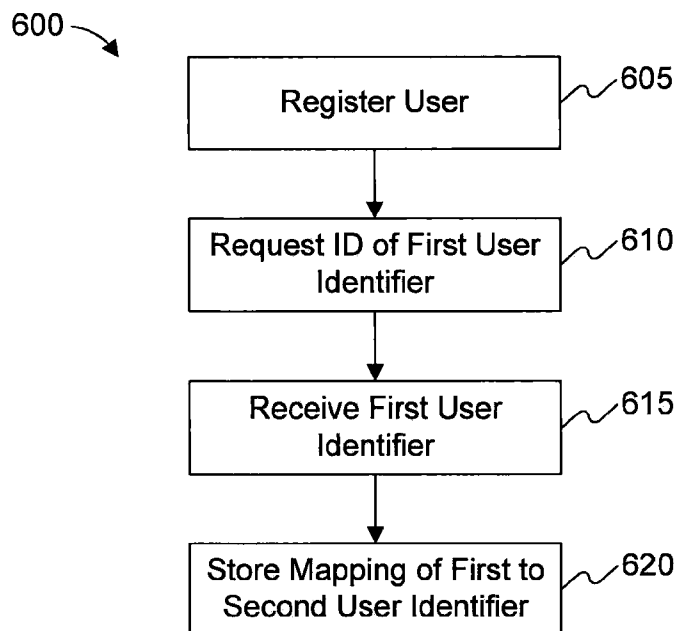 600
Register User
605
Request ID of First User
Identifier
610
Receive First User
Identifier
615
Store Mapping of First to
Second User Identifier
620